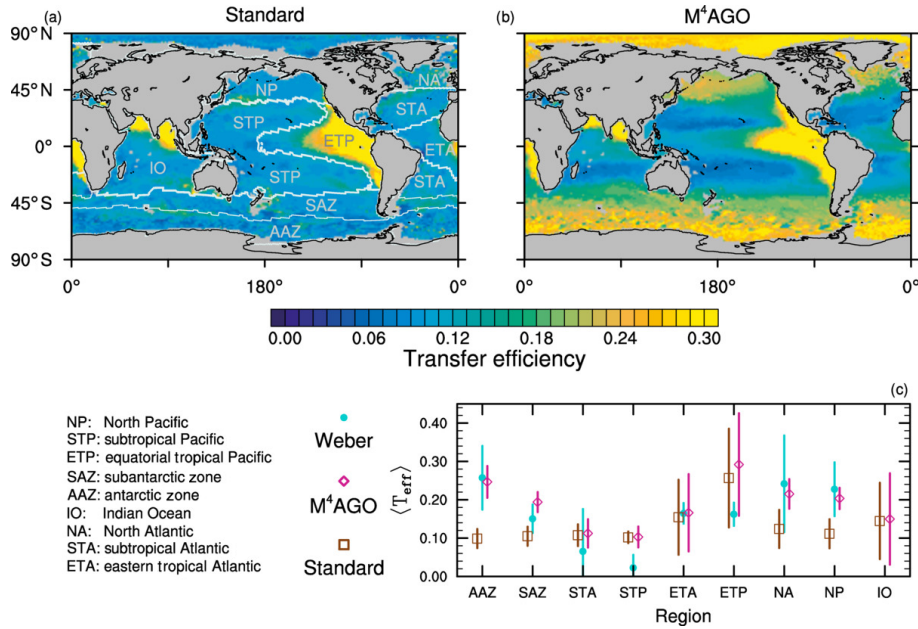 (a) Standard
(b) M⁴AGO
90° N
45° N
0°
45° S
90° S
NP
STP
ETP
IO
STP
SAZ
AAZ
NA
STA
ETA
STA
0° 180° 0°
0° 180° 0°
0.00 0.06 0.12 0.18 0.24 0.30
Transfer efficiency
NP: North Pacific
STP: subtropical Pacific
ETP: equatorial tropical Pacific
SAZ: subantarctic zone
AAZ: antarctic zone
IO: Indian Ocean
NA: North Atlantic
STA: subtropical Atlantic
ETA: eastern tropical Atlantic
Weber
M⁴AGO
Standard
(c)
⟨Teff⟩
0.40
0.30
0.20
0.10
0.00
AAZ SAZ STA STP ETA ETP NA NP IO
Region